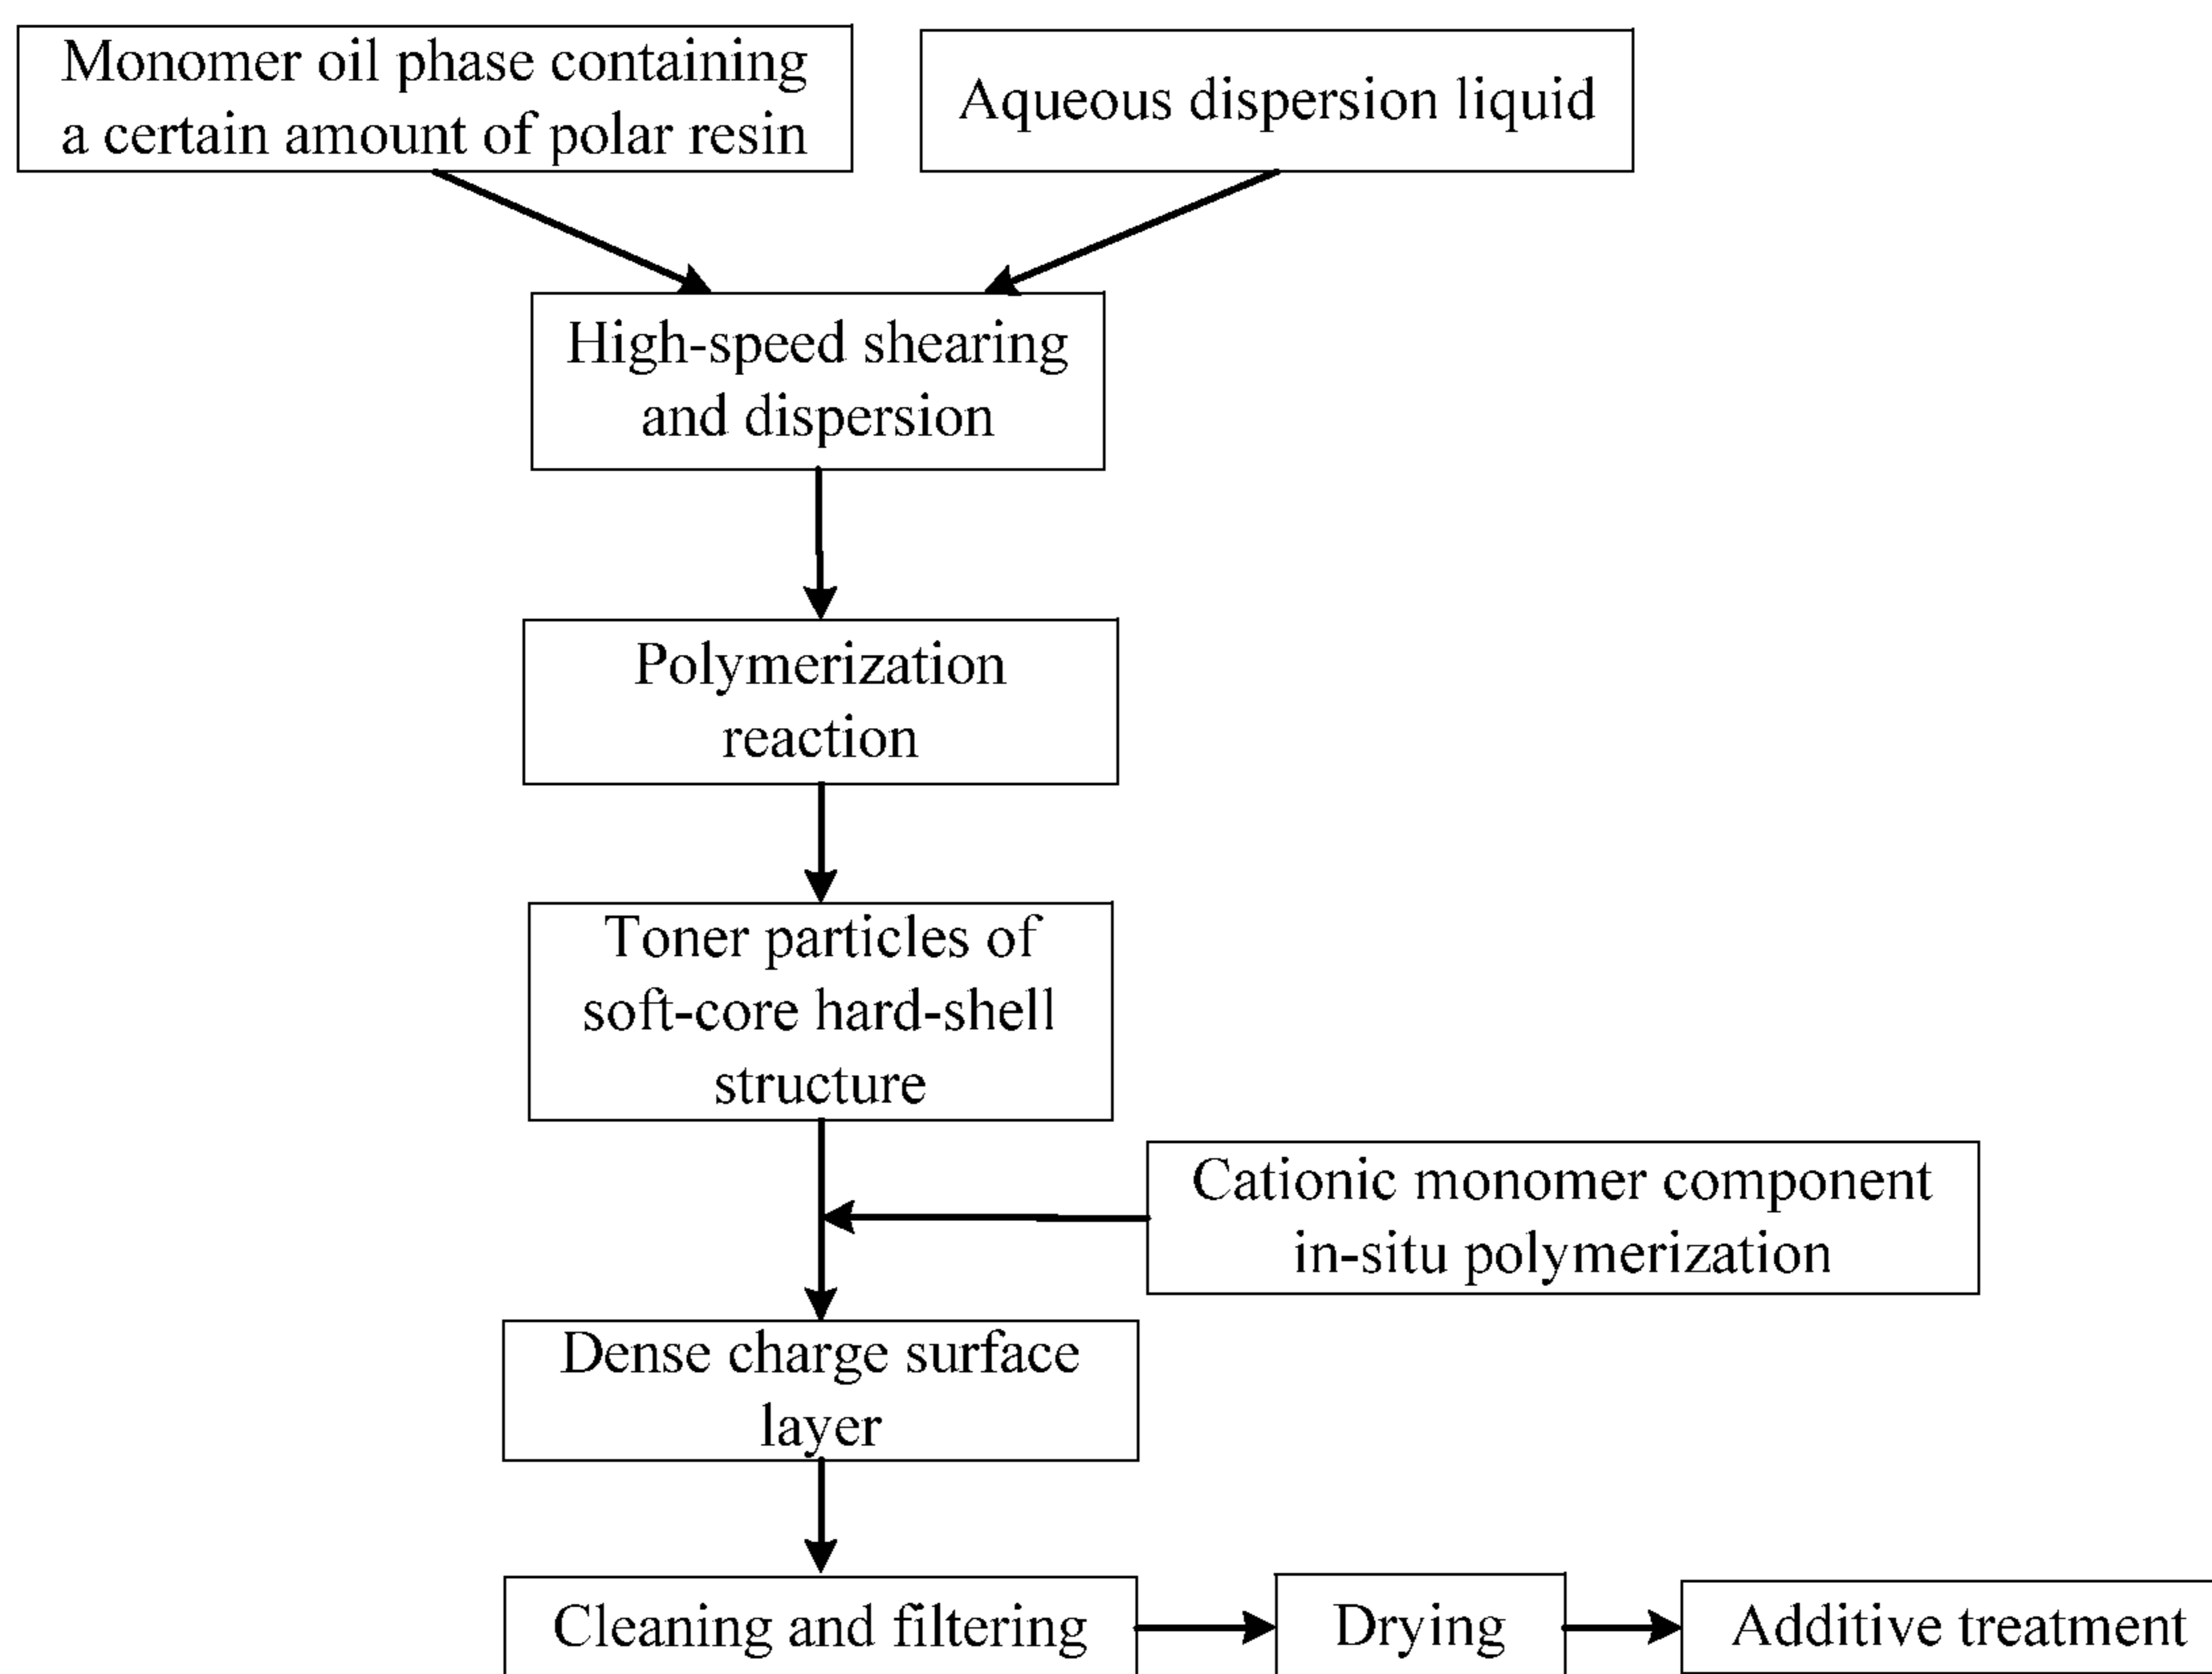 Monomer oil phase containing
a certain amount of polar resin
Aqueous dispersion liquid
High-speed shearing
and dispersion
Polymerization
reaction
Toner particles of
soft-core hard-shell
structure
Cationic monomer component
in-situ polymerization
Dense charge surface
layer
Cleaning and filtering
Drying
Additive treatment